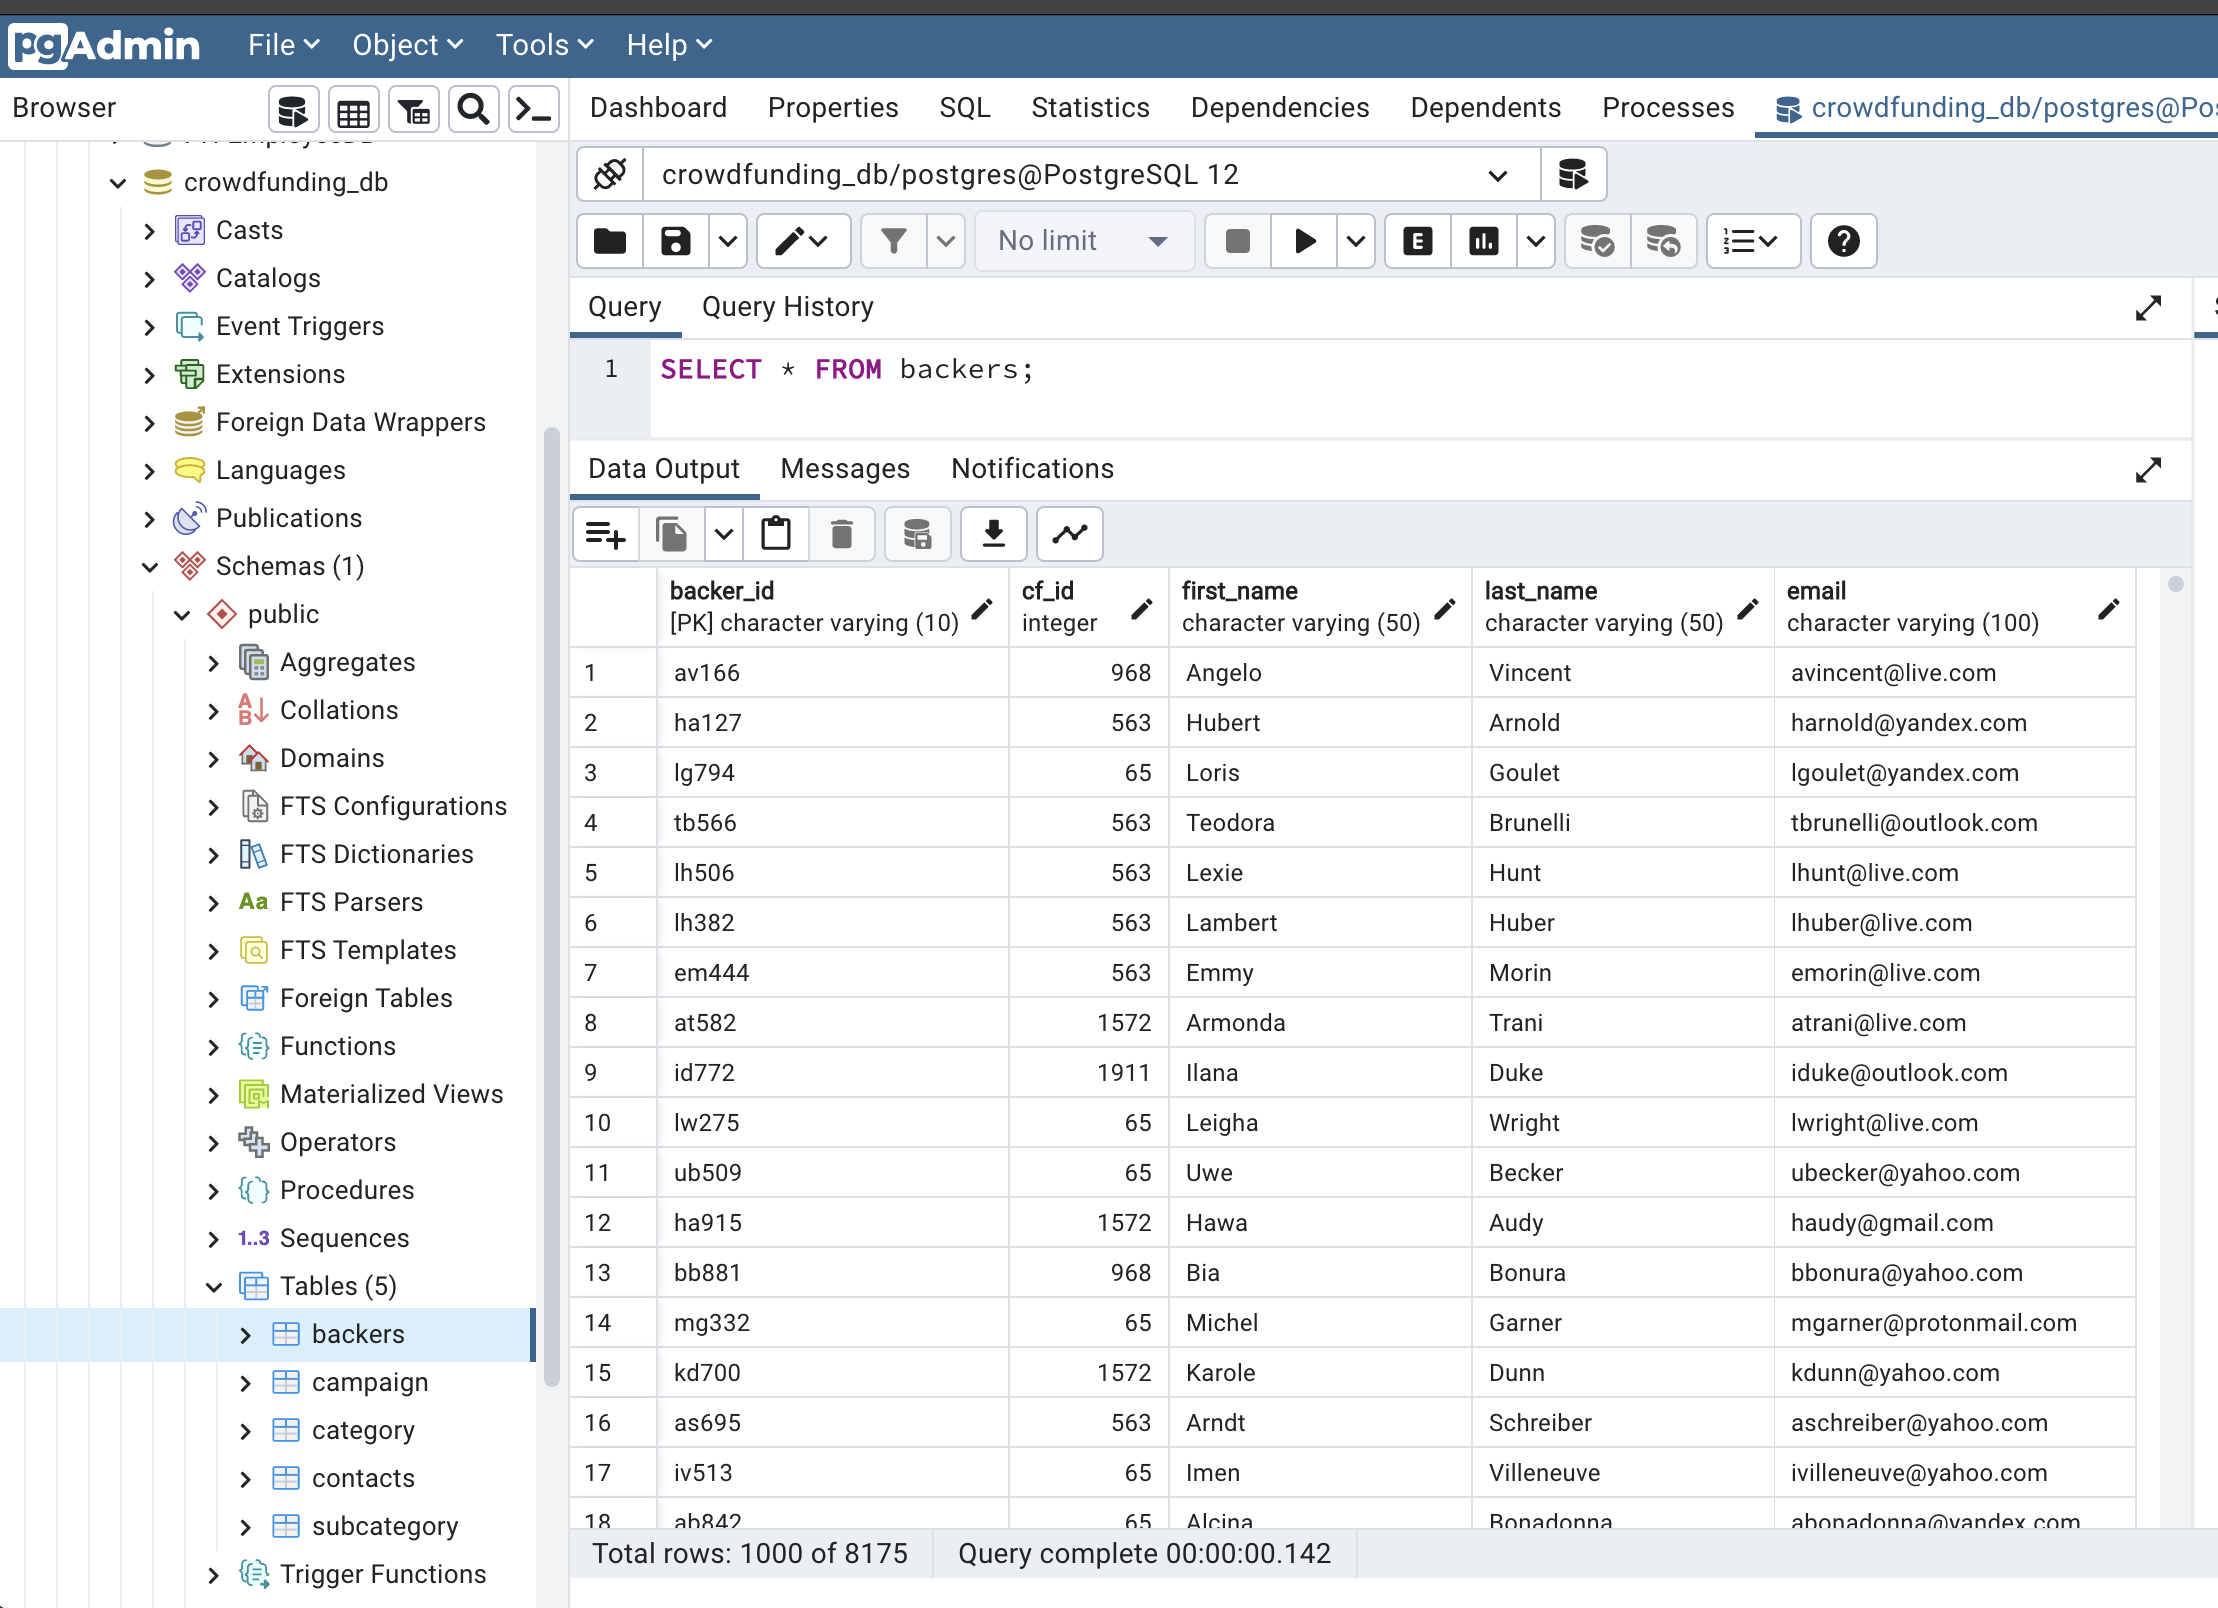 pgAdmin File Object Tools Help
Browser
Dashboard Properties SQL Statistics Dependencies Dependents Processes crowdfunding_db/postgres@Pos
crowdfunding_db
Casts
Catalogs
Event Triggers
Extensions
Foreign Data Wrappers
Languages
Publications
Schemas (1)
public
Aggregates
Collations
Domains
FTS Configurations
FTS Dictionaries
Aa FTS Parsers
FTS Templates
Foreign Tables
Functions
Materialized Views
Operators
Procedures
1..3 Sequences
Tables (5)
backers
campaign
category
contacts
subcategory
Trigger Functions
crowdfunding_db/postgres@PostgreSQL 12
No limit
E
Query Query History
1 SELECT * FROM backers;
Data Output Messages Notifications
backer_id cf_id first_name last_name email
[PK] character varying (10) integer character varying (50) character varying (50) character varying (100)
1 av166 968 Angelo Vincent avincent@live.com
2 ha127 563 Hubert Arnold harnold@yandex.com
3 lg794 65 Loris Goulet lgoulet@yandex.com
4 tb566 563 Teodora Brunelli tbrunelli@outlook.com
5 lh506 563 Lexie Hunt lhunt@live.com
6 lh382 563 Lambert Huber lhuber@live.com
7 em444 563 Emmy Morin emorin@live.com
8 at582 1572 Armonda Trani atrani@live.com
9 id772 1911 Ilana Duke iduke@outlook.com
10 lw275 65 Leigha Wright lwright@live.com
11 ub509 65 Uwe Becker ubecker@yahoo.com
12 ha915 1572 Hawa Audy haudy@gmail.com
13 bb881 968 Bia Bonura bbonura@yahoo.com
14 mg332 65 Michel Garner mgarner@protonmail.com
15 kd700 1572 Karole Dunn kdunn@yahoo.com
16 as695 563 Arndt Schreiber aschreiber@yahoo.com
17 iv513 65 Imen Villeneuve ivilleneuve@yahoo.com
18 ab842 65 Alcina Bonadonna abonadonna@yandex.com
Total rows: 1000 of 8175 Query complete 00:00:00.142